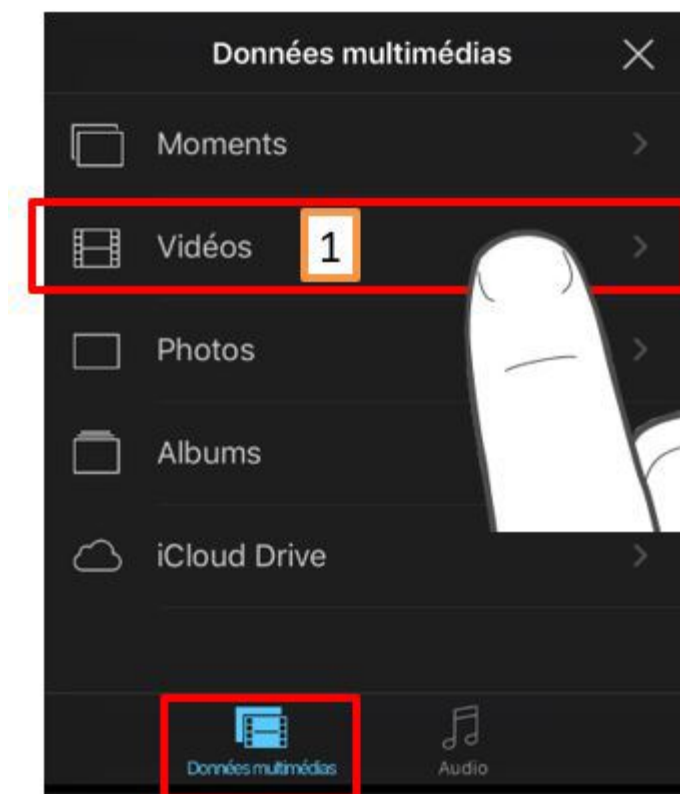 Données multimédias
Moments
Vidéos 1
Photos
Albums
iCloud Drive
Données multimédias Audio